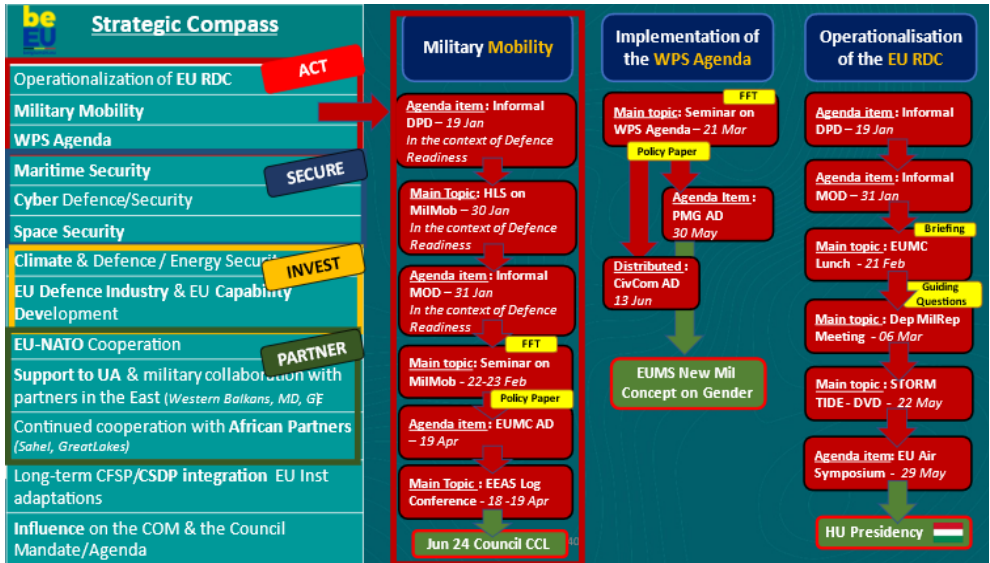 be
EU
Strategic Compass
ACT
Operationalization of EU RDC
Military Mobility
WPS Agenda
SECURE
Maritime Security
Cyber Defence/Security
Space Security
INVEST
Climate & Defence / Energy
EU Defence Industry & EU Capability
Development
PARTNER
EU-NATO Cooperation
Support to UA & military collaboration with
partners in the East (Western Balkans, MD,
Continued cooperation with African Partners
(Sahel, GreatLakes)
Long-term CFSP/CSDP integration EU Inst
adaptations
Influence on the COM & the Council
Mandate/Agenda
Military Mobility
Agenda item : Informal
DPD – 19 Jan
In the context of Defence
Readiness
Main Topic: HLS on
MilMob – 30 Jan
In the context of Defence
Readiness
Agenda item : Informal
MOD – 31 Jan
In the context of Defence
Readiness
FFT
Main topic: Seminar on
MilMob - 22-23 Feb
Policy Paper
Agenda item : EUMC AD
– 19 Apr
Main Topic : EEAS Log
Conference - 18 -19 Apr
Jun 24 Council CCL
40
Implementation of
the WPS Agenda
FFT
Main topic: Seminar on
WPS Agenda – 21 Mar
Policy Paper
Agenda Item :
PMG AD
30 May
Distributed :
CivCom AD
13 Jun
EUMS New Mil
Concept on Gender
Operationalisation
of the EU RDC
Agenda item : Informal
DPD – 19 Jan
Agenda item : Informal
MOD – 31 Jan
Briefing
Main topic : EUMC
Lunch - 21 Feb
Guiding
Questions
Main topic : Dep MilRep
Meeting - 06 Mar
Main topic : STORM
TIDE - DVD - 22 May
Agenda item: EU Air
Symposium - 29 May
HU Presidency